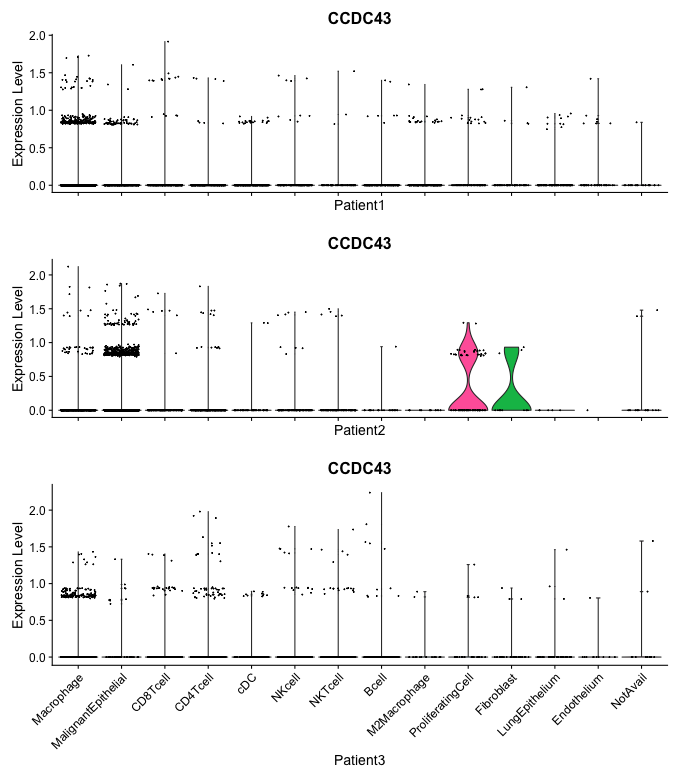 CCDC43
Expression Level
2.0
1.5
1.0
0.5
0.0
Patient1
CCDC43
Expression Level
2.0
1.5
1.0
0.5
0.0
Patient2
CCDC43
Expression Level
2.0
1.5
1.0
0.5
0.0
Macrophage
MalignantEpithelial
CD8Tcell
CD4Tcell
cDC
NKcell
NKTcell
Bcell
M2Macrophage
ProliferatingCell
Fibroblast
LungEpithelium
Endothelium
NotAvail
Patient3